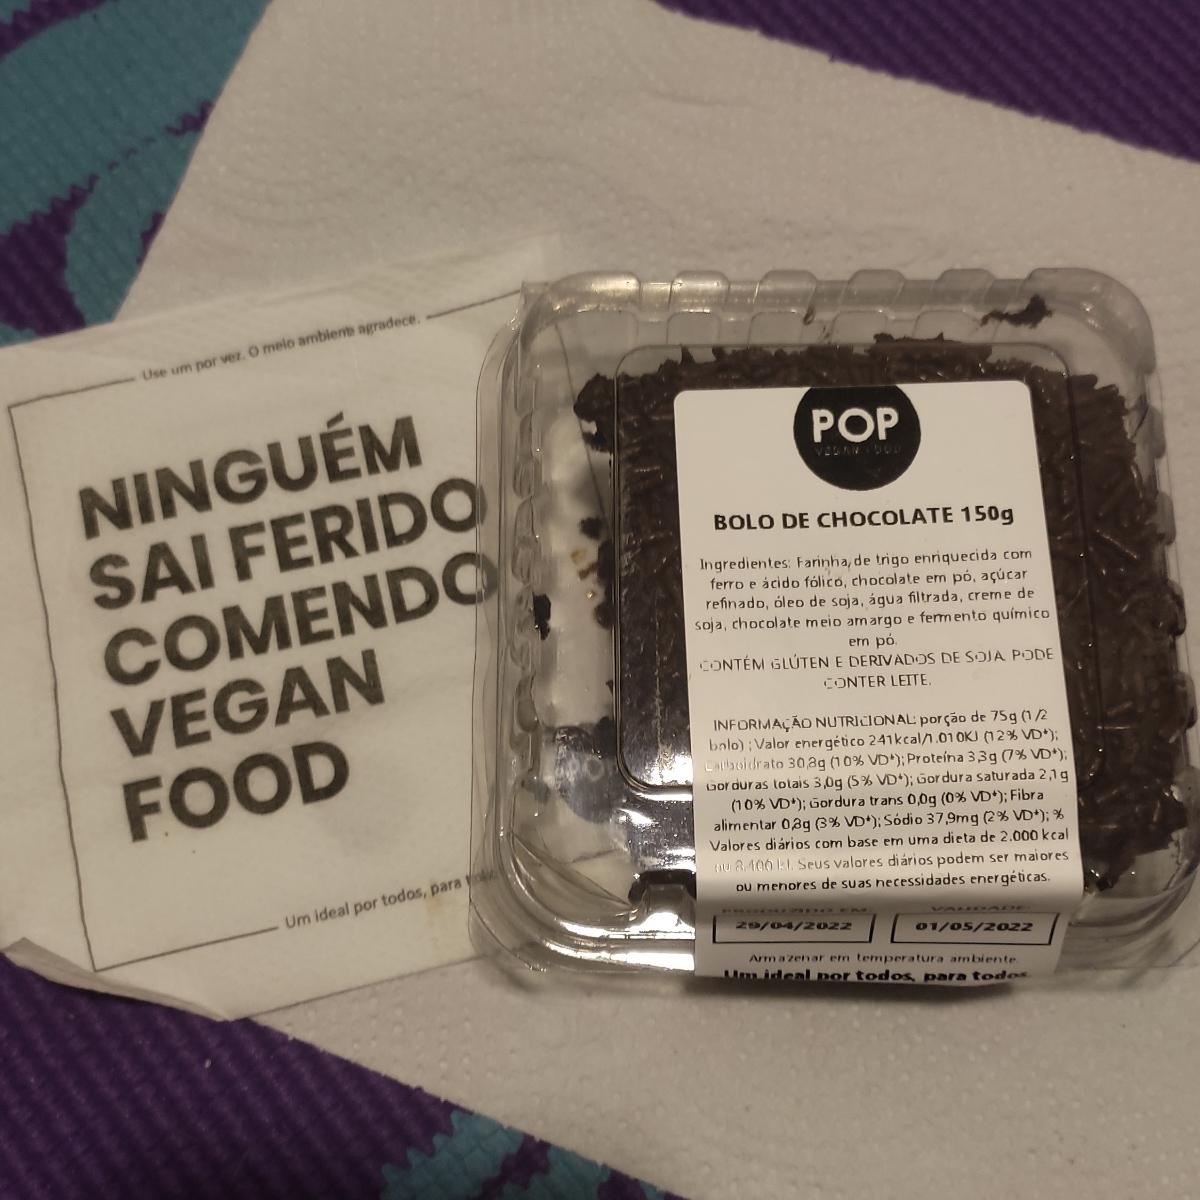 Use um por vez. O meio ambiente agradece.
NINGUÉM
SAI FERIDO
COMENDO
VEGAN
FOOD
Um ideal por todos, para
POP
VEGAN FOOD
BOLO DE CHOCOLATE 150g
Ingredientes: Farinha de trigo enriquecida com
ferro e ácido fólico, chocolate em pó, açúcar
refinado, óleo de soja, água filtrada, creme de
soja, chocolate meio amargo e fermento químico
em pó.
CONTÉM GLÚTEN E DERIVADOS DE SOJA. PODE
CONTER LEITE.
INFORMAÇÃO NUTRICIONAL: porção de 75g (1/2
bolo) ; Valor energético 241kcal/1.010KJ (12% VD*);
Carboidrato 30,8g (10% VD*); Proteína 3,3g (7% VD*);
Gorduras totais 3,0g (5% VD*); Gordura saturada 2,1g
(10% VD*); Gordura trans 0,0g (0% VD*); Fibra
alimentar 0,8g (3% VD*); Sódio 37,9mg (2% VD*); %
Valores diários com base em uma dieta de 2.000 kcal
ou 8.400 kJ. Seus valores diários podem ser maiores
ou menores de suas necessidades energéticas.
PRODUZIDO EM: VALIDADE:
29/04/2022 01/05/2022
Armazenar em temperatura ambiente.
Um ideal por todos, para todos.